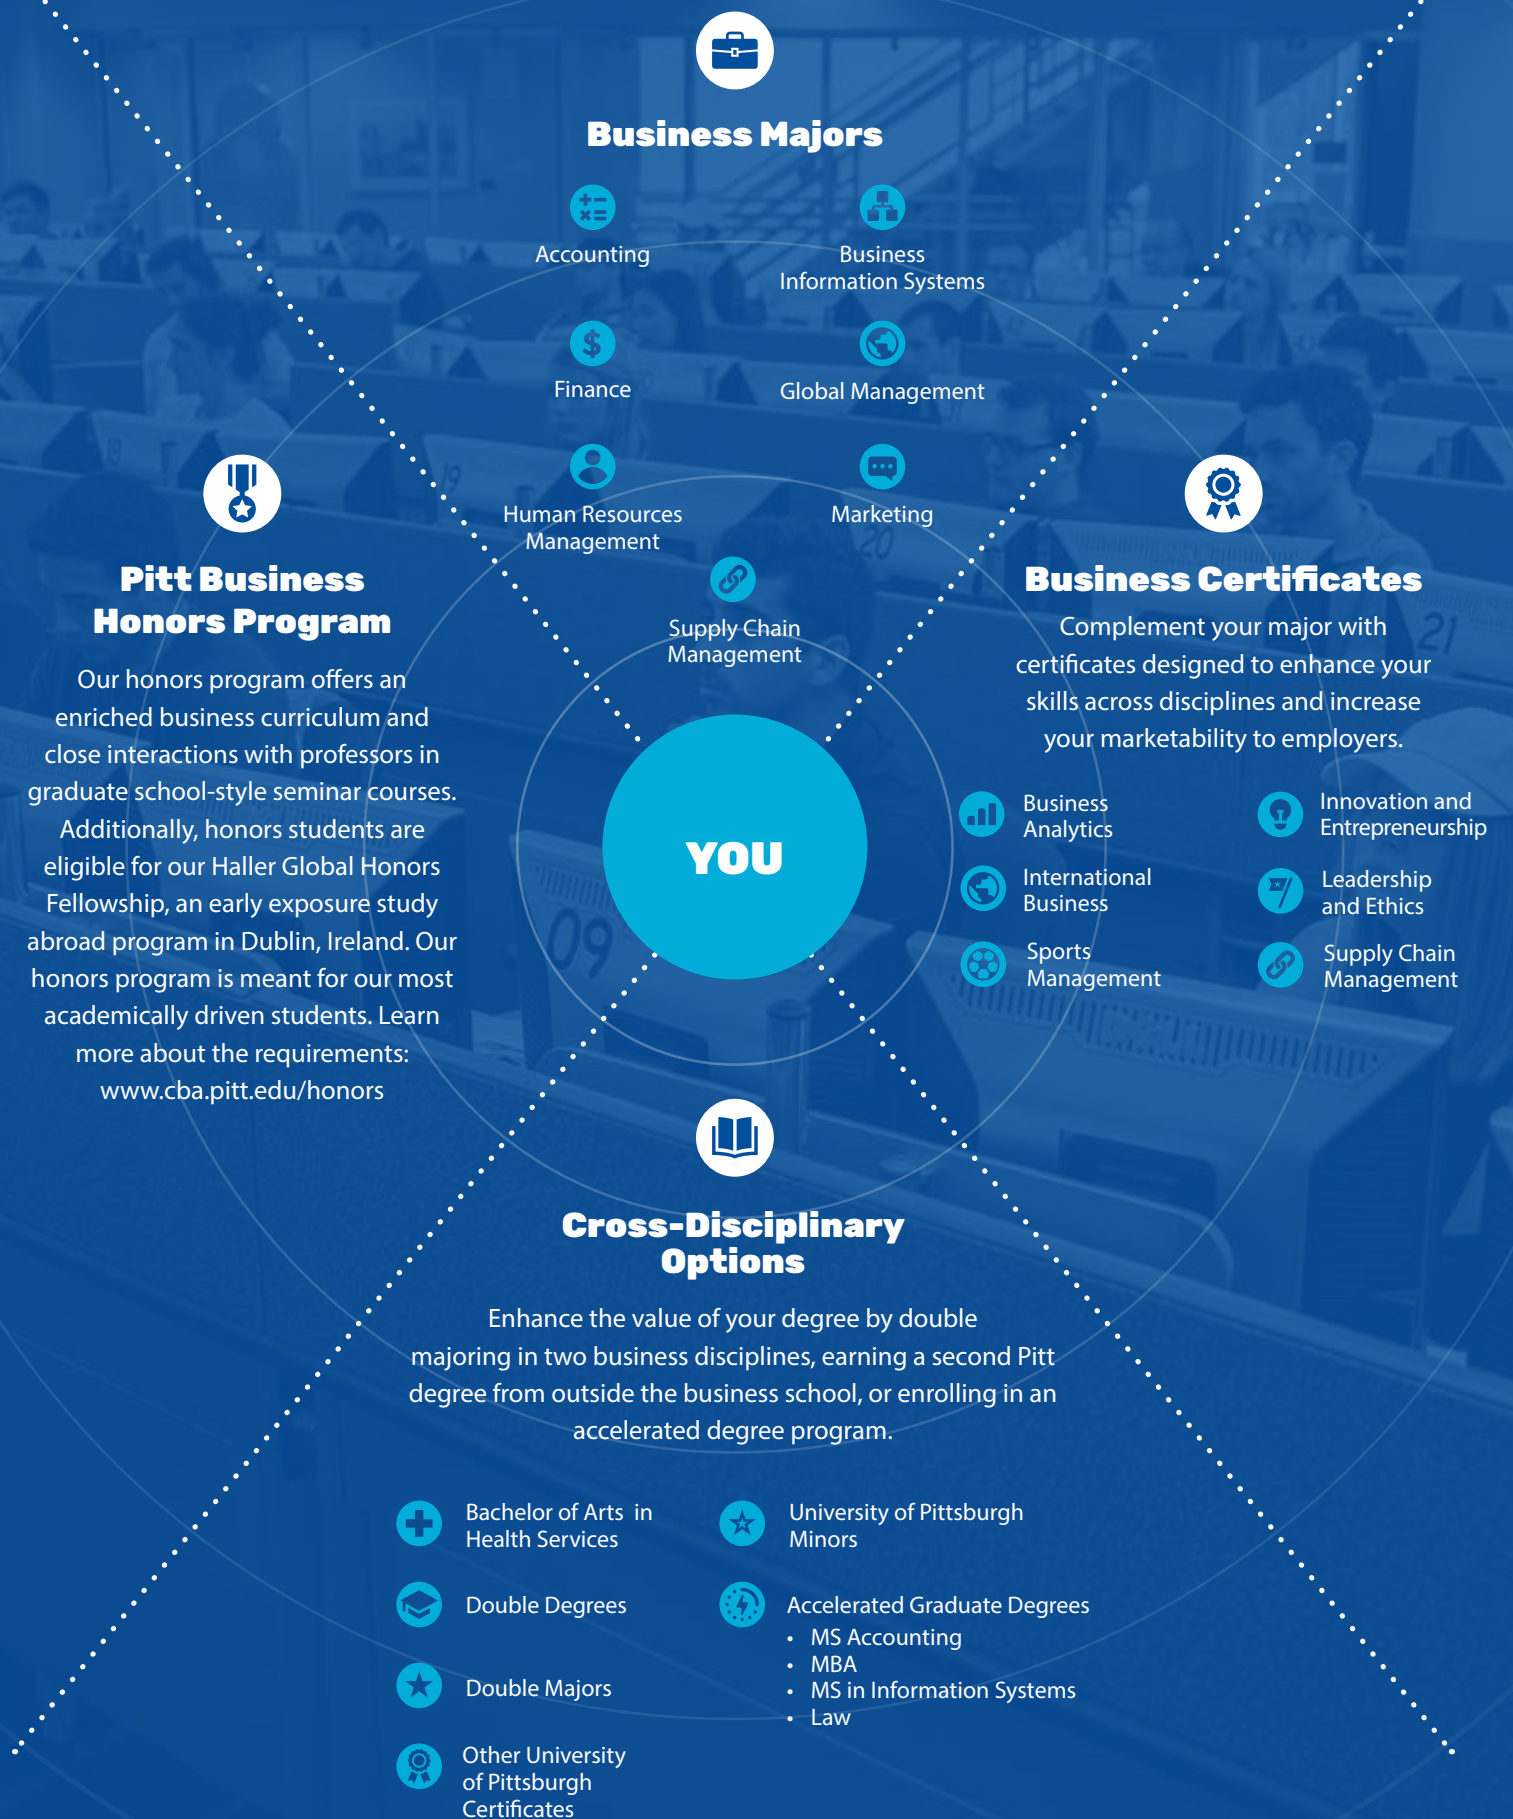 Business Majors
Accounting
Business
Information Systems
Finance
Global Management
Human Resources
Management
Marketing
Supply Chain
Management
Pitt Business
Honors Program
Our honors program offers an
enriched business curriculum and
close interactions with professors in
graduate school-style seminar courses.
Additionally, honors students are
eligible for our Haller Global Honors
Fellowship, an early exposure study
abroad program in Dublin, Ireland. Our
honors program is meant for our most
academically driven students. Learn
more about the requirements:
www.cba.pitt.edu/honors
YOU
Business Certificates
Complement your major with
certificates designed to enhance your
skills across disciplines and increase
your marketability to employers.
Business
Analytics
Innovation and
Entrepreneurship
International
Business
Leadership
and Ethics
Sports
Management
Supply Chain
Management
Cross-Disciplinary
Options
Enhance the value of your degree by double
majoring in two business disciplines, earning a second Pitt
degree from outside the business school, or enrolling in an
accelerated degree program.
Bachelor of Arts  in
Health Services
Double Degrees
Double Majors
Other University
of Pittsburgh
Certificates
University of Pittsburgh
Minors
Accelerated Graduate Degrees
• MS Accounting
• MBA
• MS in Information Systems
• Law
18
19
20
21
09